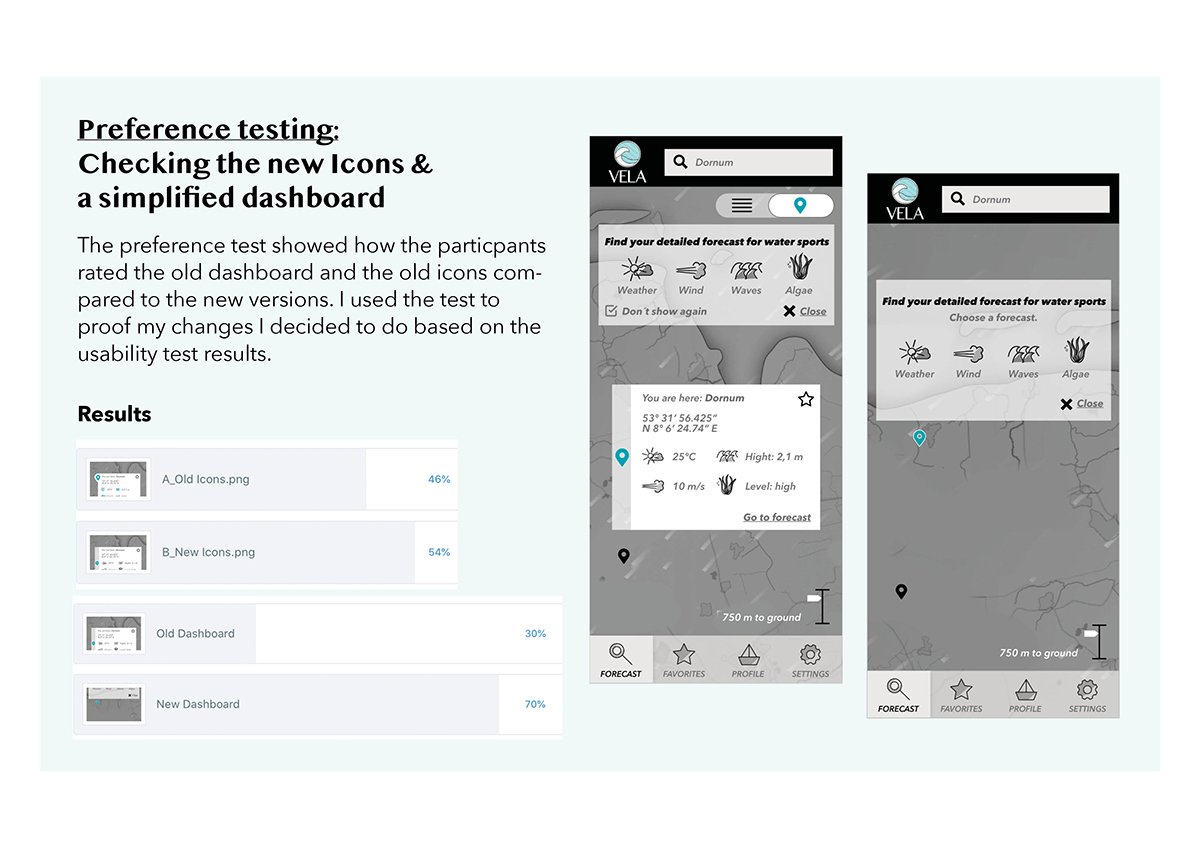 Preference testing:
Checking the new Icons &
a simplified dashboard
The preference test showed how the particpants
rated the old dashboard and the old icons com-
pared to the new versions. I used the test to
proof my changes I decided to do based on the
usability test results.
Results
A_Old Icons.png 46%
B_New Icons.png 54%
Old Dashboard 30%
New Dashboard 70%
VELA
Dornum
Find your detailed forecast for water sports
Weather Wind Waves Algae
Don´t show again Close
You are here: Dornum
53° 31’ 56.425”
N 8° 6’ 24.74” E
25°C Hight: 2,1 m
10 m/s Level: high
Go to forecast
750 m to ground
FORECAST FAVORITES PROFILE SETTINGS
VELA
Dornum
Find your detailed forecast for water sports
Choose a forecast.
Weather Wind Waves Algae
Close
750 m to ground
FORECAST FAVORITES PROFILE SETTINGS